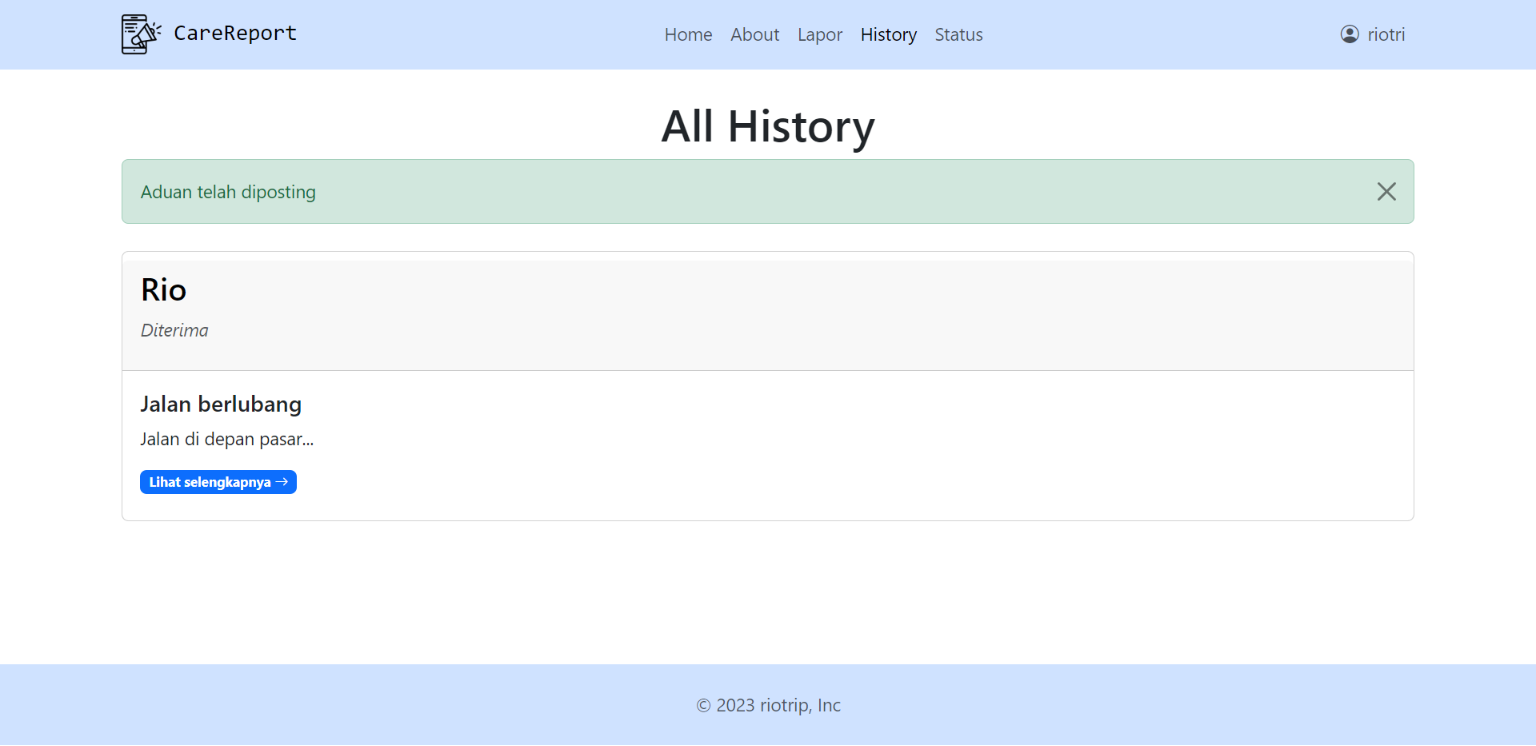 CareReport
Home About Lapor History Status
riotri
All History
Aduan telah diposting
Rio
Diterima
Jalan berlubang
Jalan di depan pasar...
Lihat selengkapnya →
© 2023 riotrip, Inc